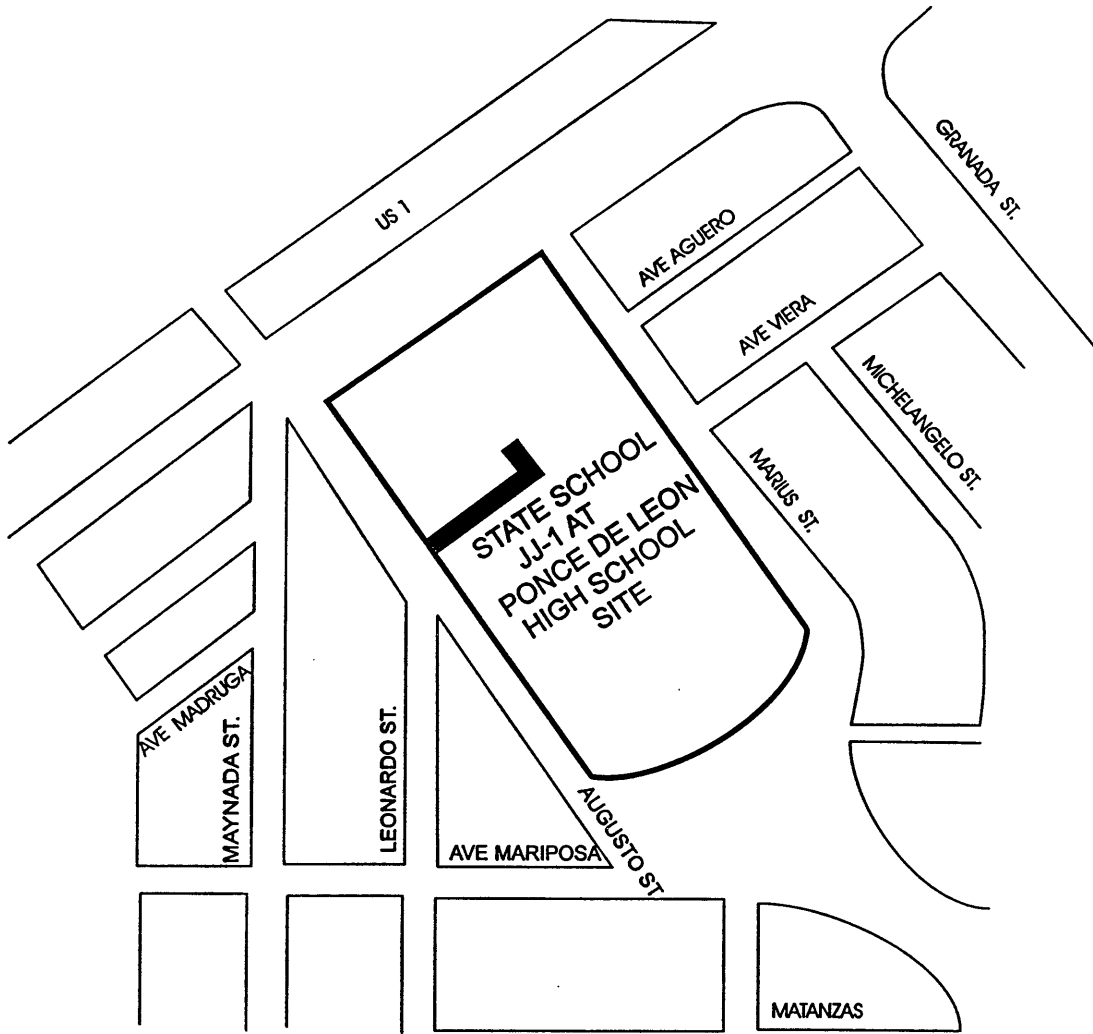 US 1
GRANADA ST.
AVE AGUERO
AVE VIERA
MICHELANGELO ST.
MARIUS ST.
STATE SCHOOL
JJ-1 AT
PONCE DE LEON
HIGH SCHOOL
SITE
AVE MADRUGA
MAYNADA ST.
LEONARDO ST.
AVE MARIPOSA
AUGUSTO ST
MATANZAS